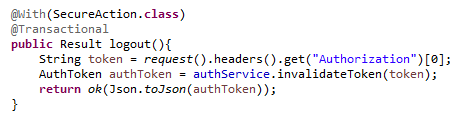 @With(SecureAction.class)
@Transactional
public Result logout(){
    String token = request().headers().get("Authorization")[0];
    AuthToken authToken = authService.invalidateToken(token);
    return ok(Json.toJson(authToken));
}